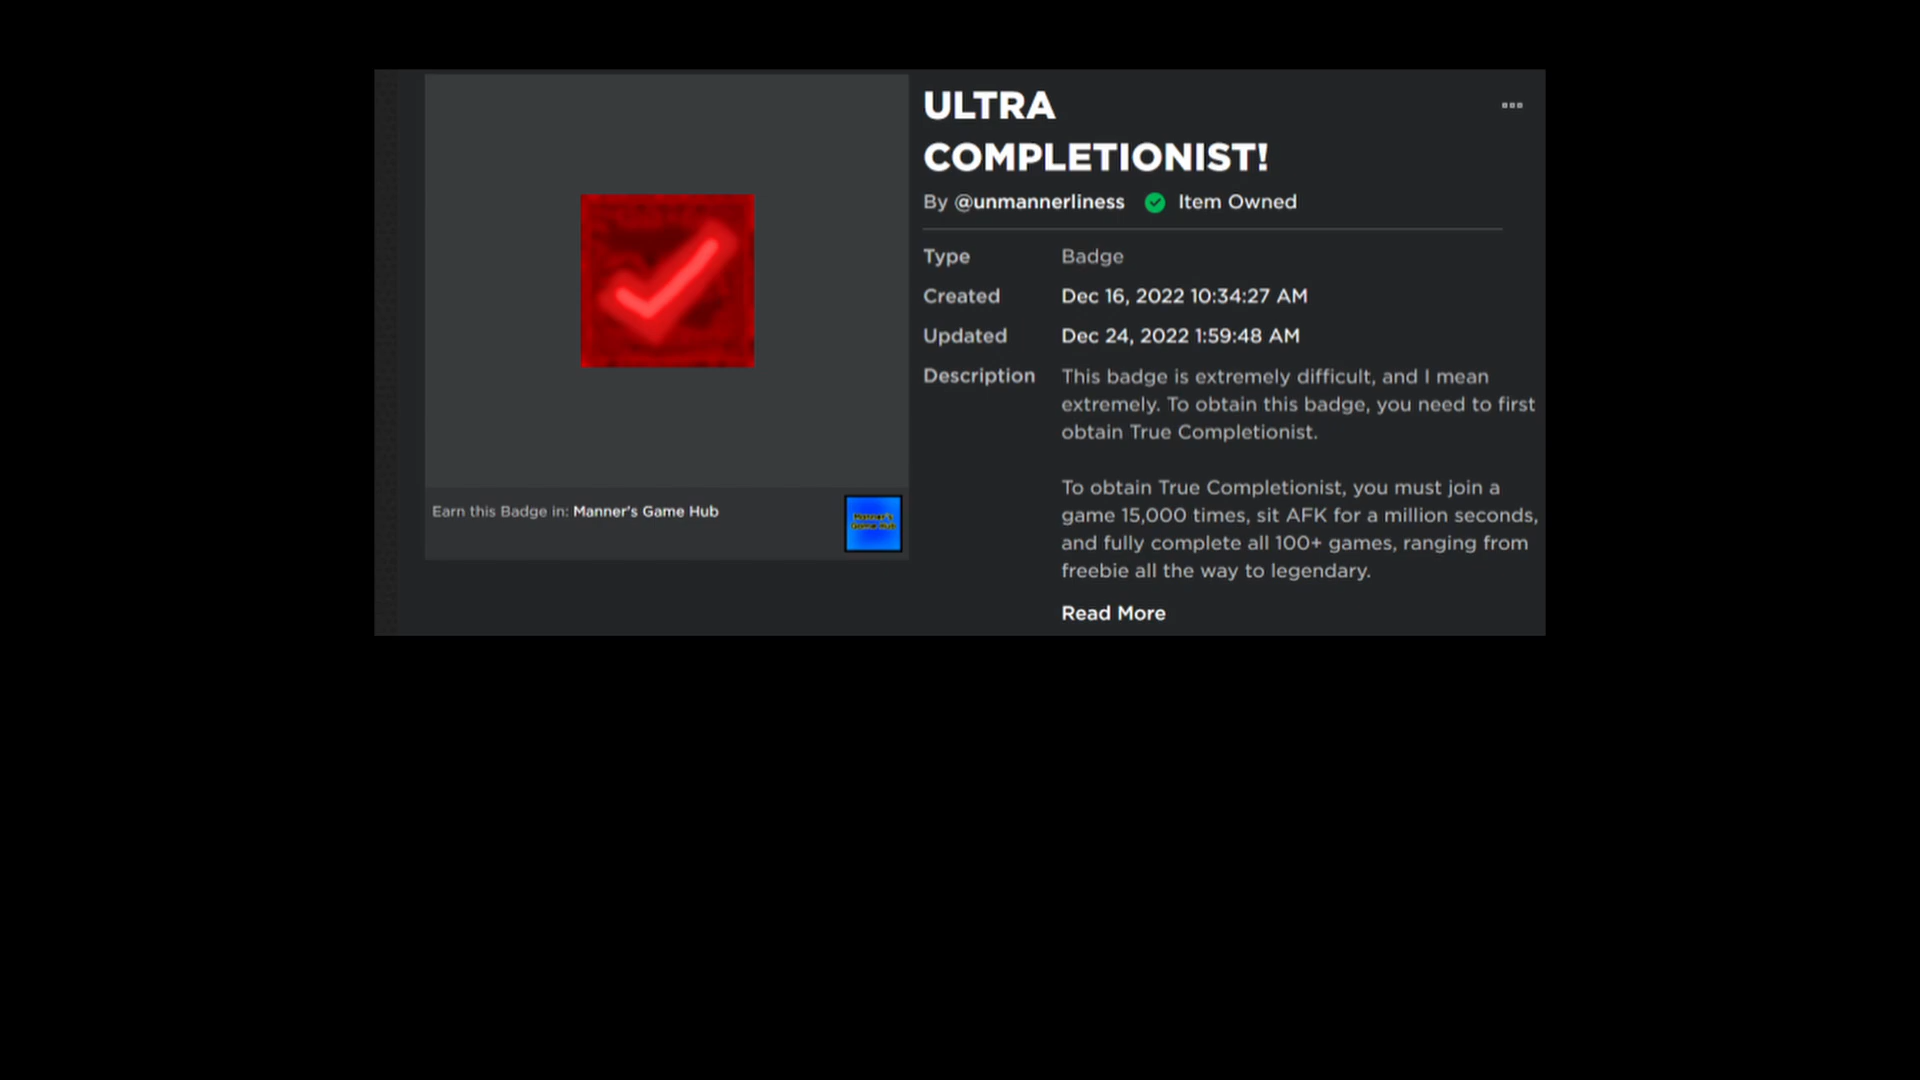 ULTRA
COMPLETIONIST!
By @unmannerliness Item Owned
Type Badge
Created Dec 16, 2022 10:34:27 AM
Updated Dec 24, 2022 1:59:48 AM
Description This badge is extremely difficult, and I mean
extremely. To obtain this badge, you need to first
obtain True Completionist.
To obtain True Completionist, you must join a
game 15,000 times, sit AFK for a million seconds,
and fully complete all 100+ games, ranging from
freebie all the way to legendary.
Read More
Earn this Badge in: Manner's Game Hub
Manner's
Game Hub